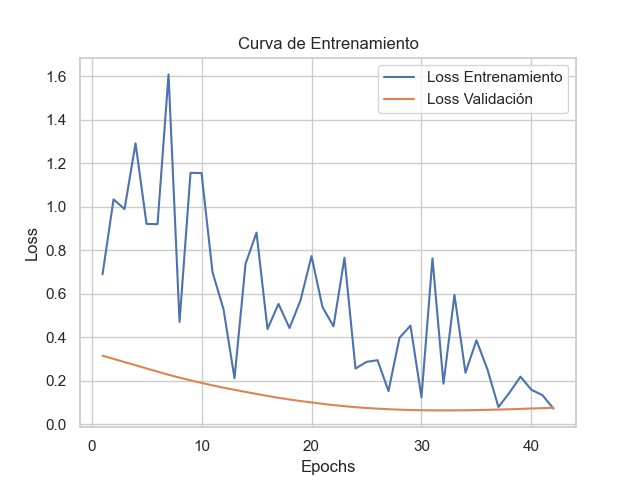 Curva de Entrenamiento
Loss Entrenamiento
Loss Validación
Loss
1.6
1.4
1.2
1.0
0.8
0.6
0.4
0.2
0.0
0 10 20 30 40
Epochs